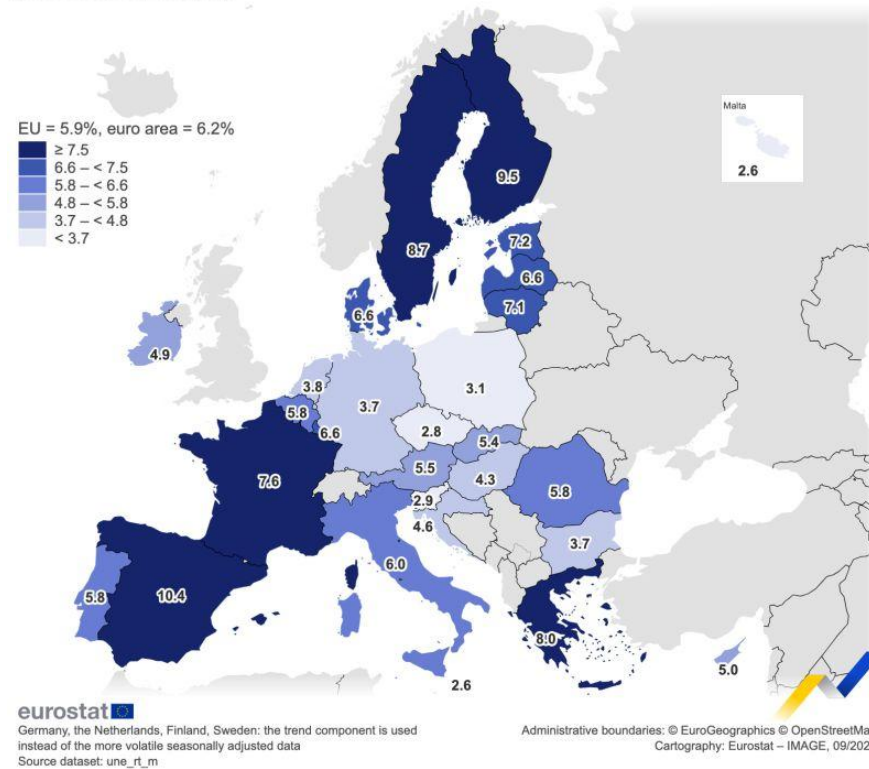 EU = 5.9%, euro area = 6.2%
≥ 7.5
6.6 – < 7.5
5.8 – < 6.6
4.8 – < 5.8
3.7 – < 4.8
< 3.7
Malta
2.6
9.5
8.7
7.2
6.6
7.1
6.6
4.9
3.8
3.7
3.1
5.8
6.6
2.8
5.4
5.5
4.3
7.6
2.9
5.8
4.6
3.7
6.0
5.8
10.4
8.0
5.0
2.6
eurostat
Germany, the Netherlands, Finland, Sweden: the trend component is used
instead of the more volatile seasonally adjusted data
Source dataset: une_rt_m
Administrative boundaries: © EuroGeographics © OpenStreetMa
Cartography: Eurostat – IMAGE, 09/202